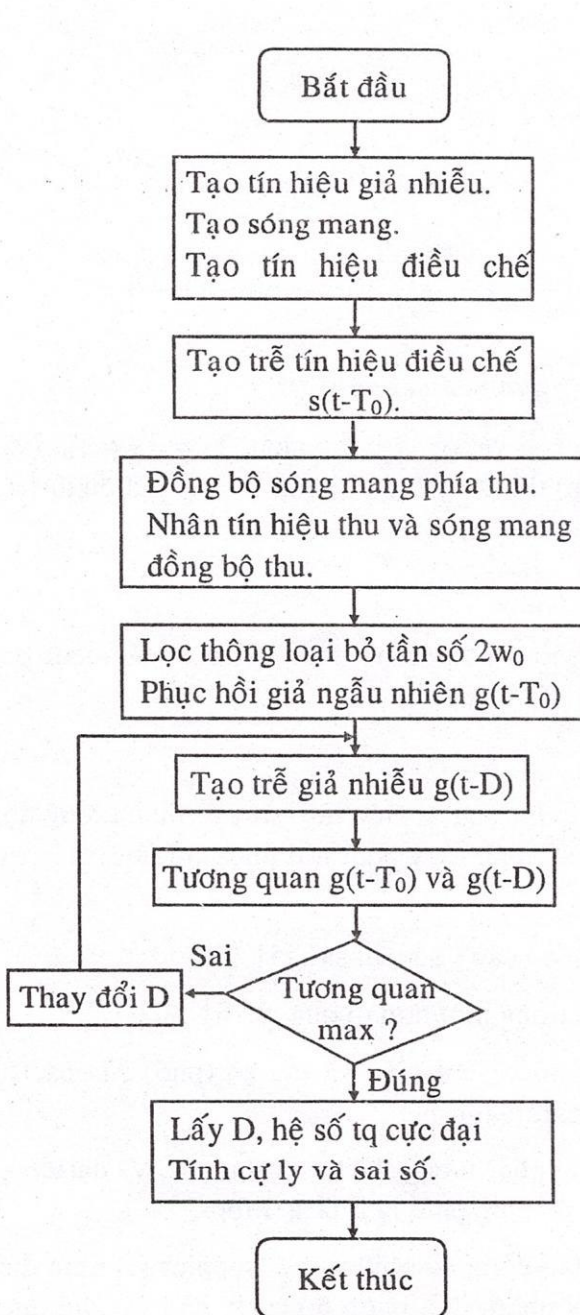 Bắt đầu
Tạo tín hiệu giả nhiễu.
Tạo sóng mang.
Tạo tín hiệu điều chế
Tạo trễ tín hiệu điều chế
s(t-T₀).
Đồng bộ sóng mang phía thu.
Nhân tín hiệu thu và sóng mang
đồng bộ thu.
Lọc thông loại bỏ tần số 2w₀
Phục hồi giả ngẫu nhiên g(t-T₀)
Tạo trễ giả nhiễu g(t-D)
Tương quan g(t-T₀) và g(t-D)
Sai
Thay đổi D
Tương quan
max ?
Đúng
Lấy D, hệ số tq cực đại
Tính cự ly và sai số.
Kết thúc